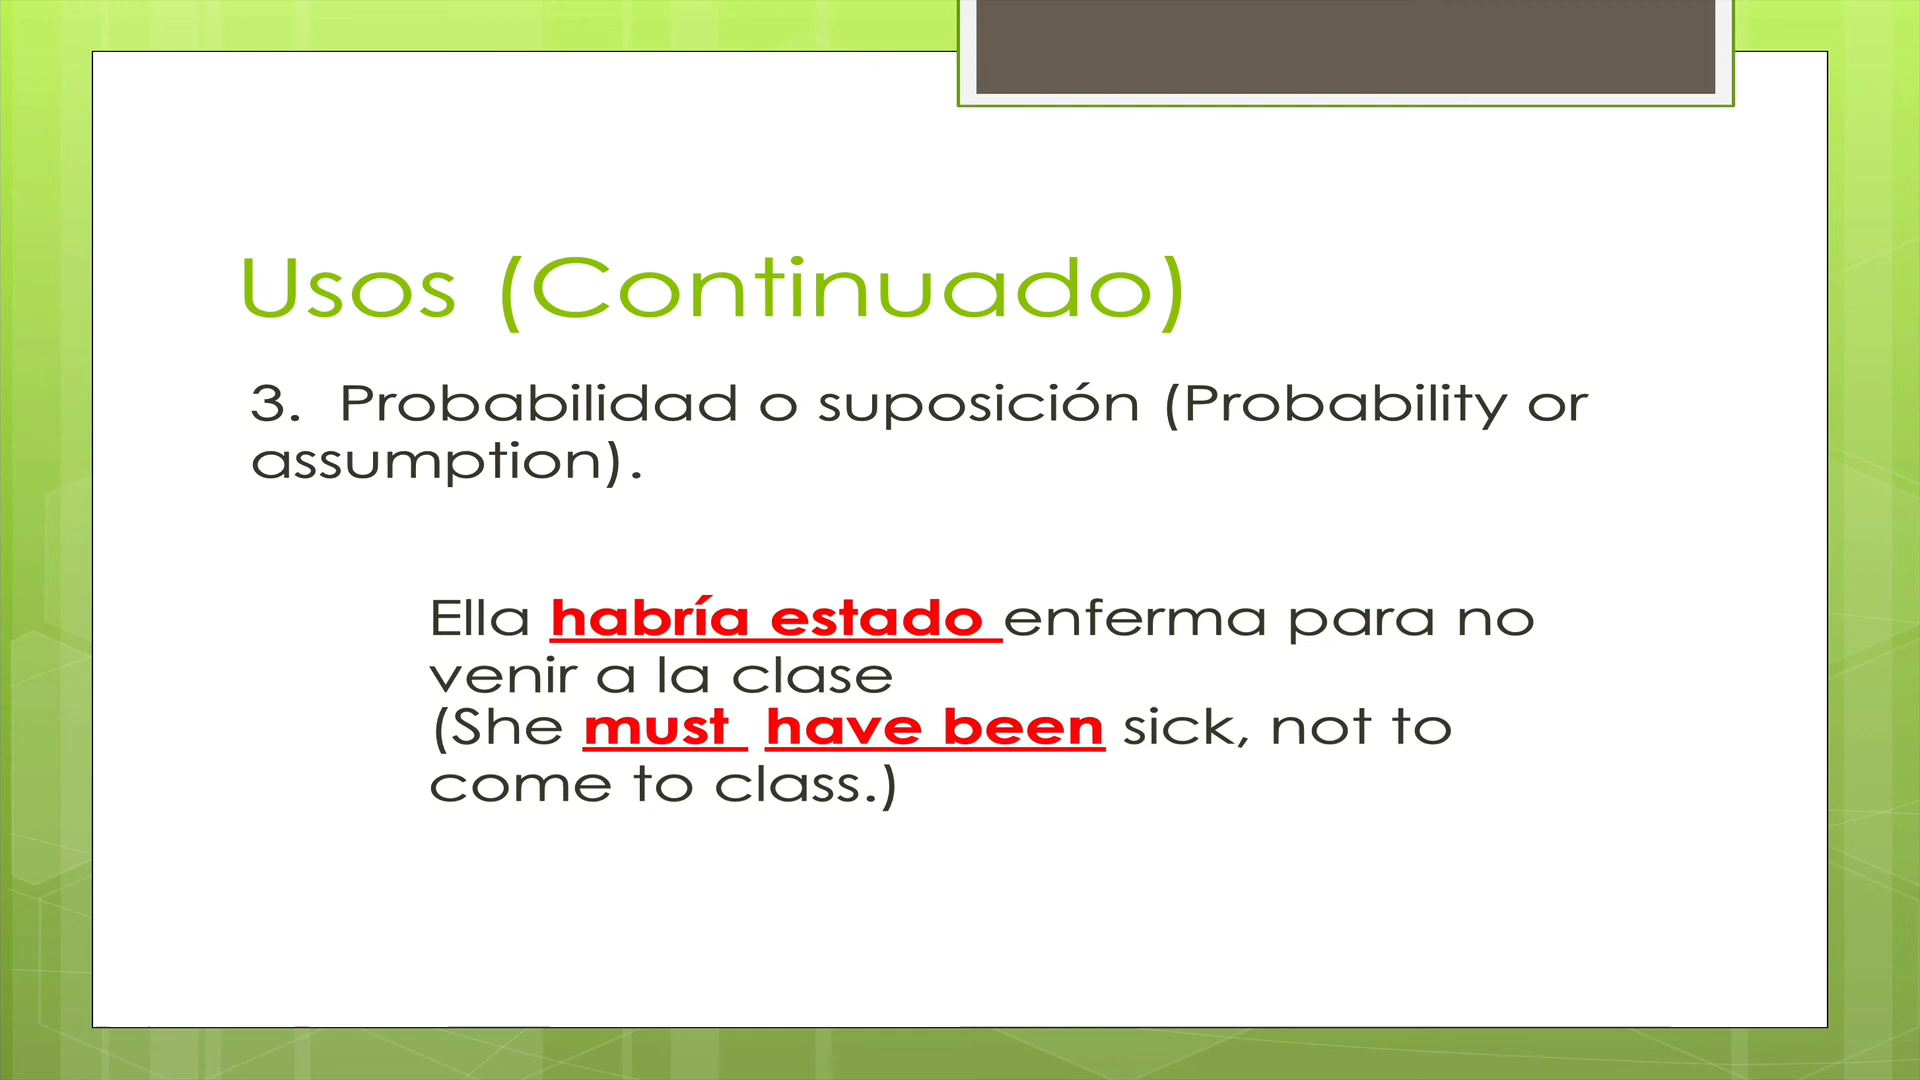 Usos (Continuado)
3. Probabilidad o suposición (Probability or
assumption).
Ella habría estado enferma para no
venir a la clase
(She must have been sick, not to
come to class.)